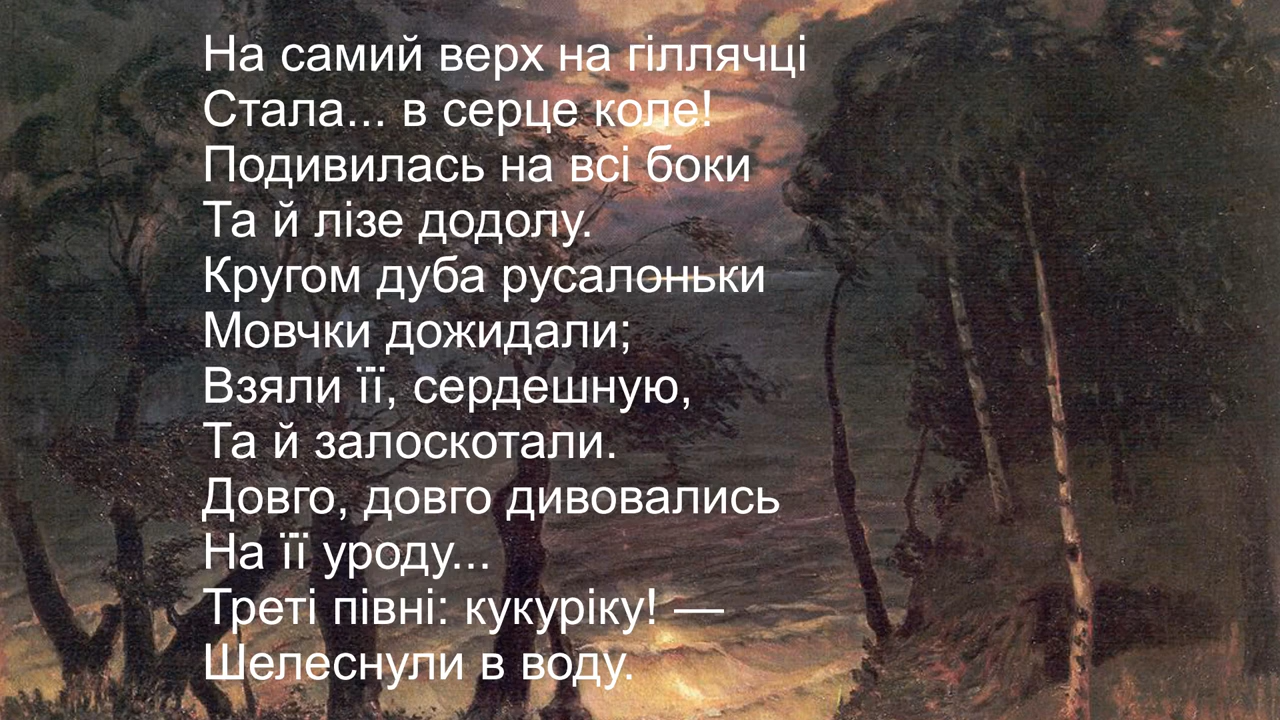 На самий верх на гіллячці
Стала... в серце коле!
Подивилась на всі боки
Та й лізе додолу.
Кругом дуба русалоньки
Мовчки дожидали;
Взяли її, сердешную,
Та й залоскотали.
Довго, довго дивовались
На її уроду...
Треті півні: кукуріку! —
Шелеснули в воду.